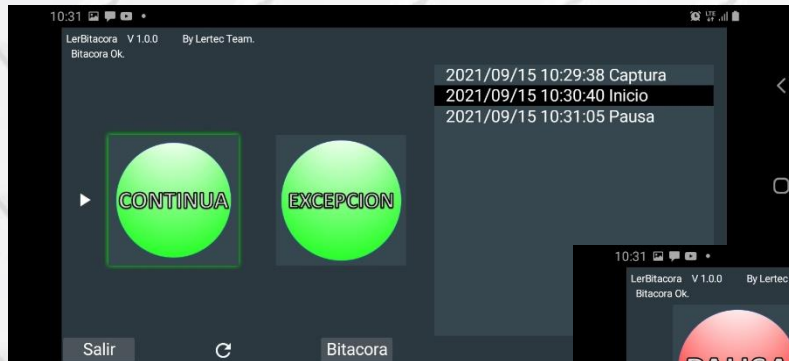 10:31
LTE
LerBitacora V 1.0.0 By Lertec Team.
Bitacora Ok.
2021/09/15 10:29:38 Captura
2021/09/15 10:30:40 Inicio
2021/09/15 10:31:05 Pausa
CONTINUA
EXCEPCION
Salir
Bitacora
10:31
LerBitacora V 1.0.0 By Lertec
Bitacora Ok.
PAUSA